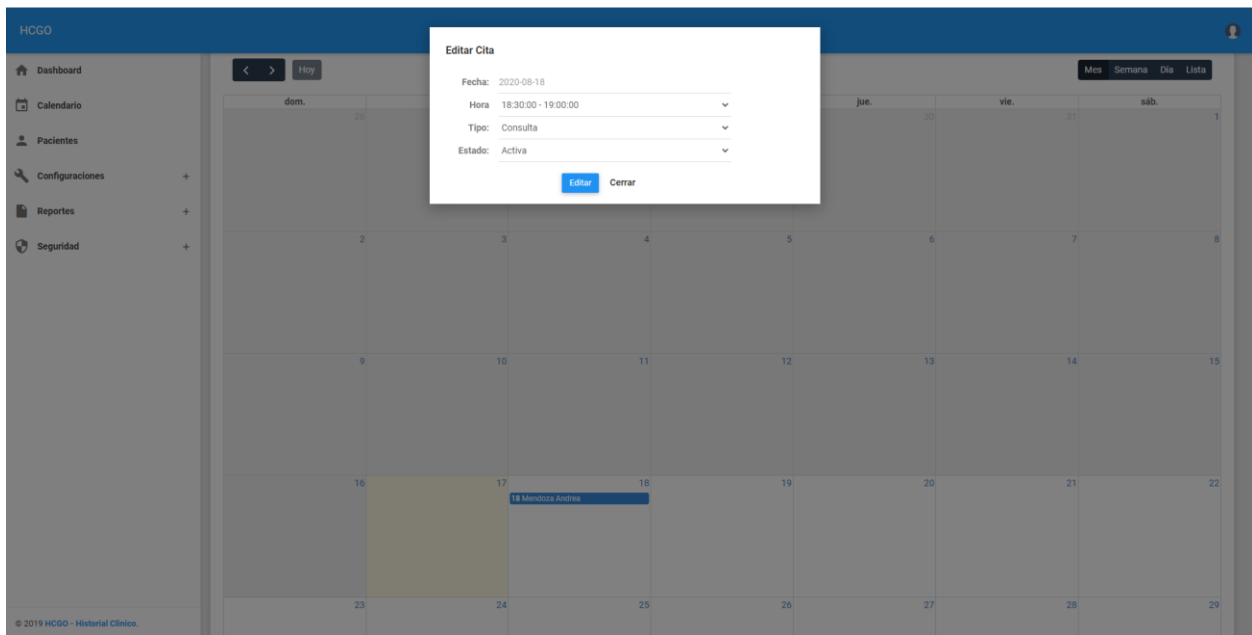 HCGO
Editar Cita
Fecha: 2020-08-18
Hora 18:30:00 - 19:00:00
Tipo: Consulta
Estado: Activa
Editar Cerrar
Dashboard
Calendario
Pacientes
Configuraciones +
Reportes +
Seguridad +
© 2019 HCGO - Historial Clínico.
Hoy
Mes Semana Día Lista
dom. jue. vie. sáb.
26 30 31 1
2 3 4 5 6 7 8
9 10 11 12 13 14 15
16 17 18 19 20 21 22
18 Mendoza Andrea
23 24 25 26 27 28 29